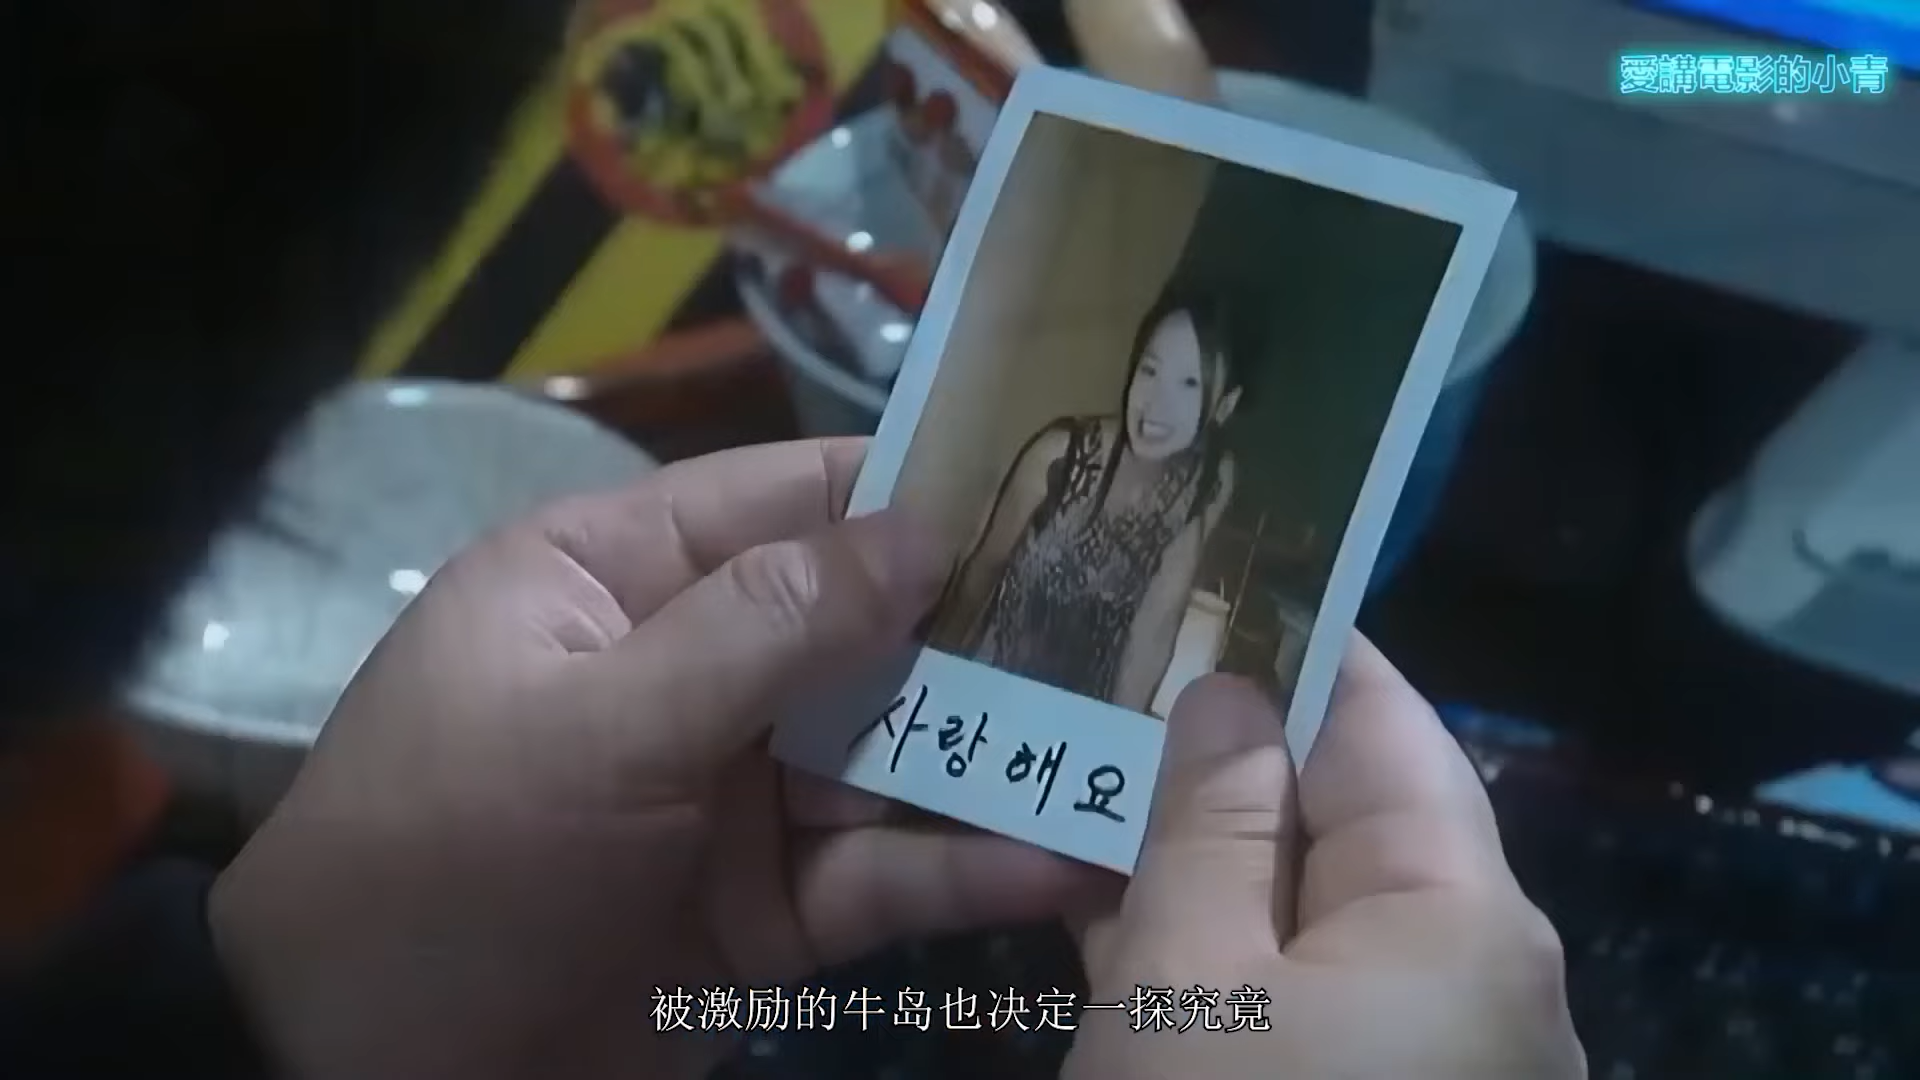 愛講電影的小青
사랑해요
被激励的牛岛也决定一探究竟